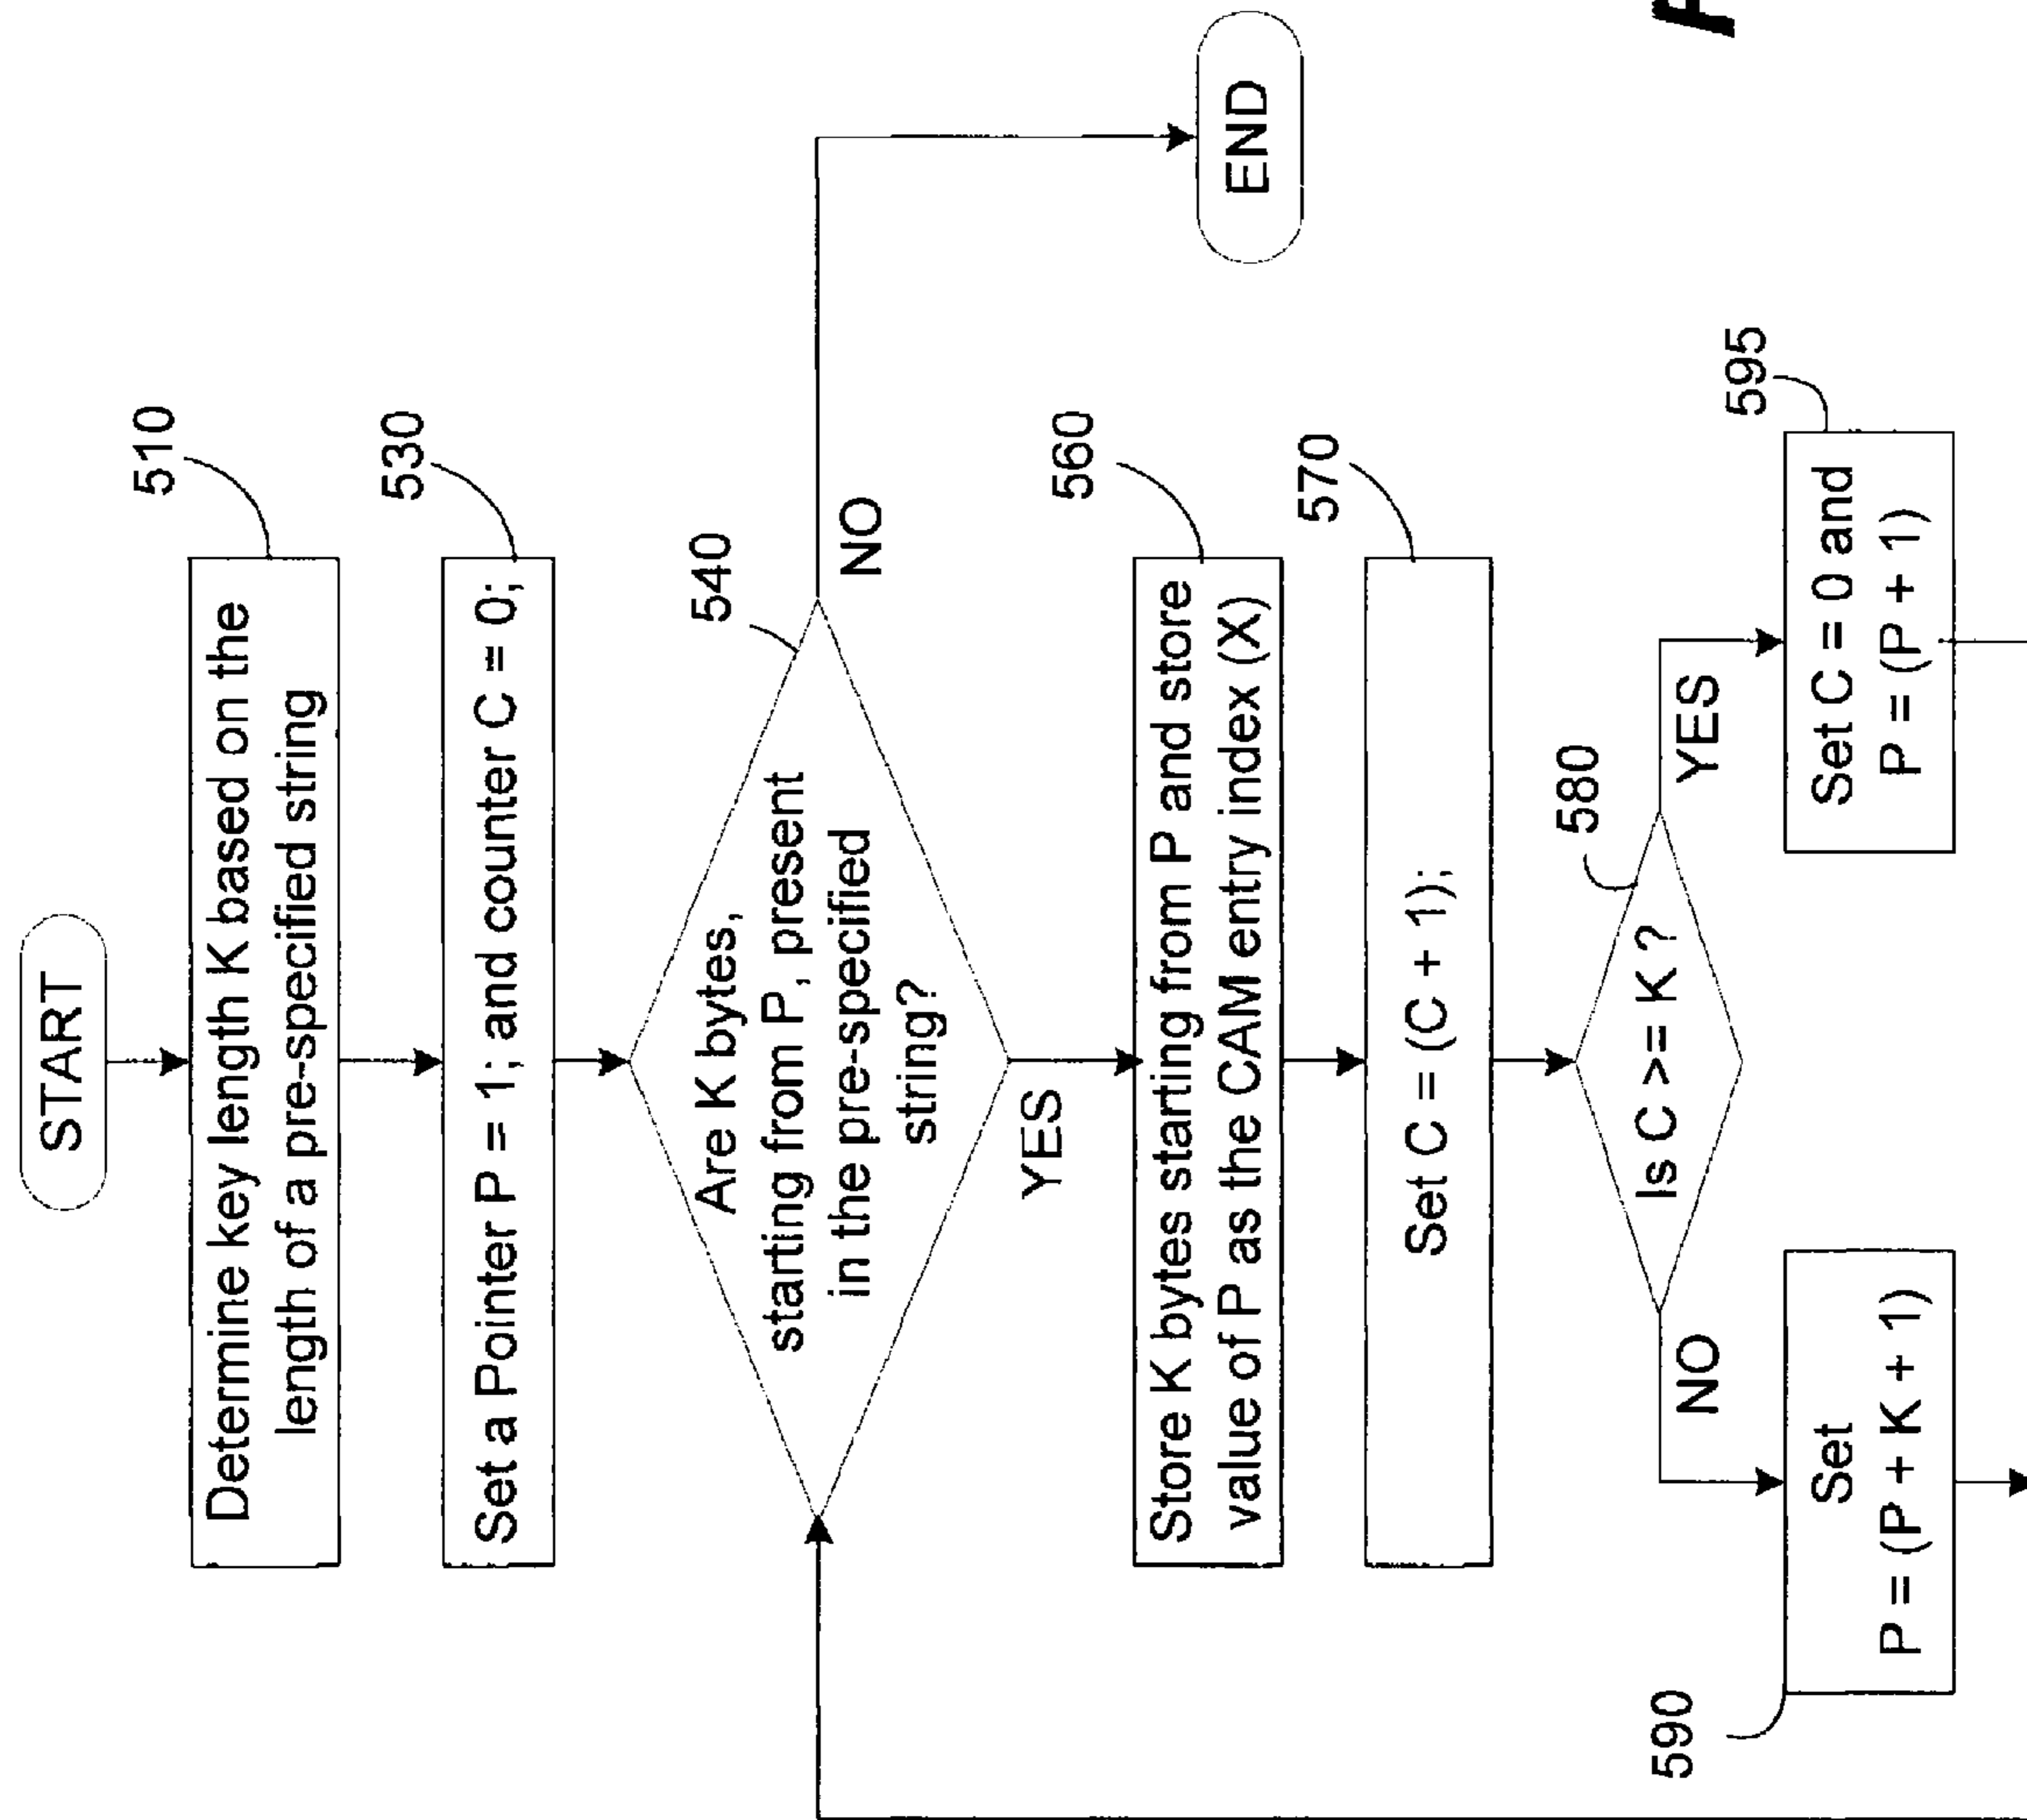 START
510
Determine key length K based on the
length of a pre-specified string
530
Set a Pointer P = 1; and counter C = 0;
540
Are K bytes,
starting from P, present
in the pre-specified
string?
NO
YES
END
560
Store K bytes starting from P and store
value of P as the CAM entry index (X)
570
Set C = (C + 1);
580
Is C >= K?
NO
YES
590
Set
P = (P + K + 1)
595
Set C = 0 and
P = (P + 1)